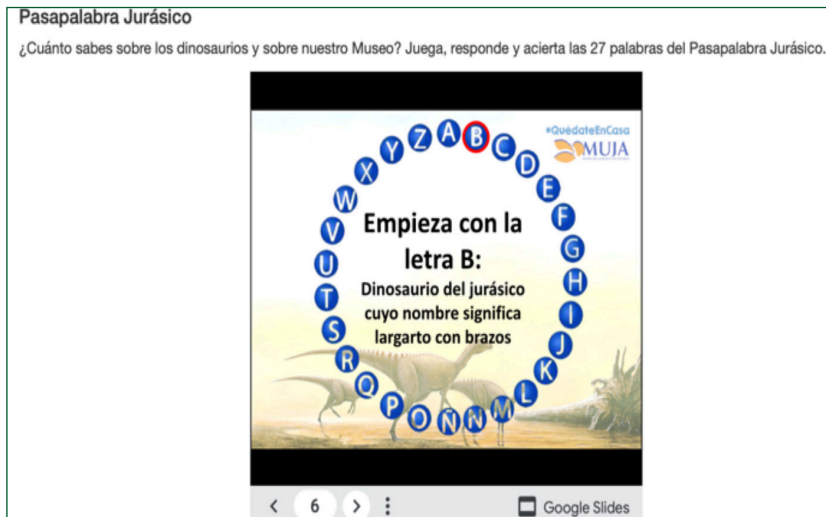 Pasapalabra Jurásico
¿Cuánto sabes sobre los dinosaurios y sobre nuestro Museo? Juega, responde y acierta las 27 palabras del Pasapalabra Jurásico.
#QuédateEnCasa
MUJA
A
B
C
D
E
F
G
H
I
J
K
L
M
N
Ñ
O
P
Q
R
S
T
U
V
W
X
Y
Z
Empieza con la
letra B:
Dinosaurio del jurásico
cuyo nombre significa
largarto con brazos
6
Google Slides